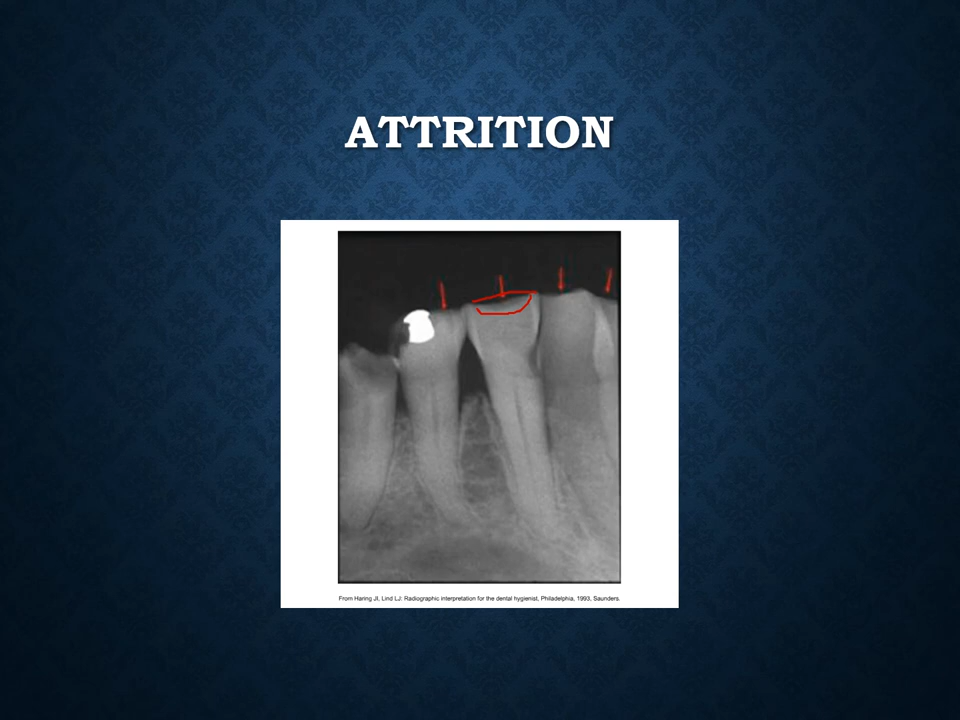 ATTRITION
From Haring JI, Lind LJ: Radiographic interpretation for the dental hygienist, Philadelphia, 1993, Saunders.